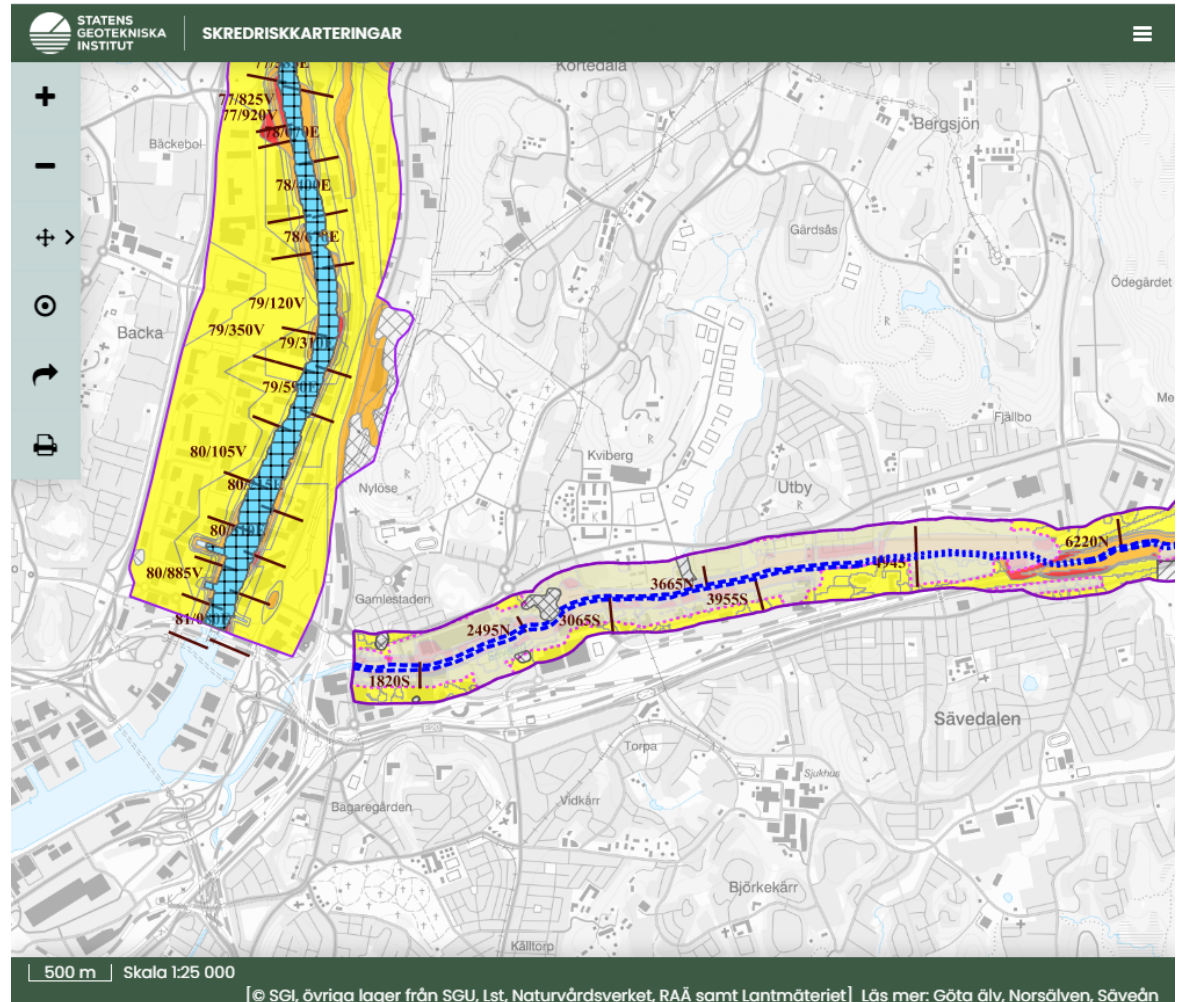 STATENS
GEOTEKNISKA
INSTITUT
SKREDRISKKARTERINGAR
Kortedala
77/825V
77/920V
Bäckebol
Bergsjön
Gärdsås
Ödegärdet
79/120V
79/350V
Backa
Fjällbo
80/105V
Kviberg
Utby
Nylöse
R
K
6220N
80/885V
3665N
3955S
Gamlestaden
2495N
3065S
1820S
Sävedalen
Torpa
Sjukhus
Bagaregården
Vidkärr
Björkekärr
Källtorp
500 m
Skala 1:25 000
[© SGI, övriga lager från SGU, Lst, Naturvårdsverket, RAÄ samt Lantmäteriet] Läs mer: Göta älv, Norsälven, Säveån